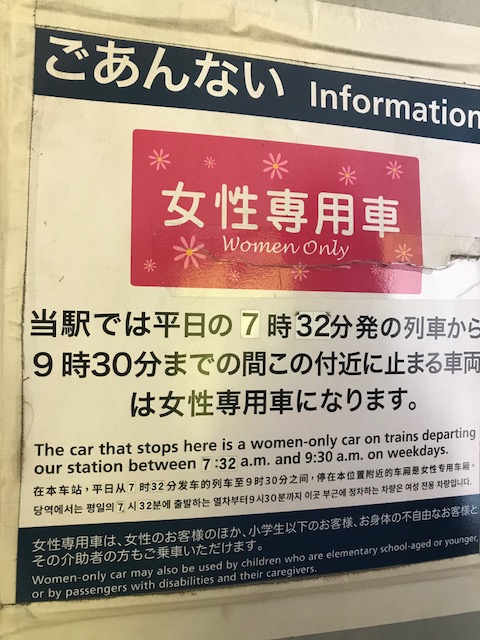 ごあんない Information
女性専用車
Women Only
当駅では平日の7時32分発の列車から
9時30分までの間この付近に止まる車両
は女性専用車になります。
The car that stops here is a women-only car on trains departing
our station between 7:32 a.m. and 9:30 a.m. on weekdays.
在本车站，平日从7时32分发车的列车至9时30分之间，停在本位置附近的车厢是女性专用车厢。
당역에서는 평일의 7시 32분에 출발하는 열차부터 9시30분까지 이곳 부근에 정차하는 차량은 여성 전용 차량입니다.
女性専用車は、女性のお客様のほか、小学生以下のお客様、お身体の不自由なお客様と
その介助者の方もご乗車いただけます。
Women-only car may also be used by children who are elementary school-aged or younger,
or by passengers with disabilities and their caregivers.